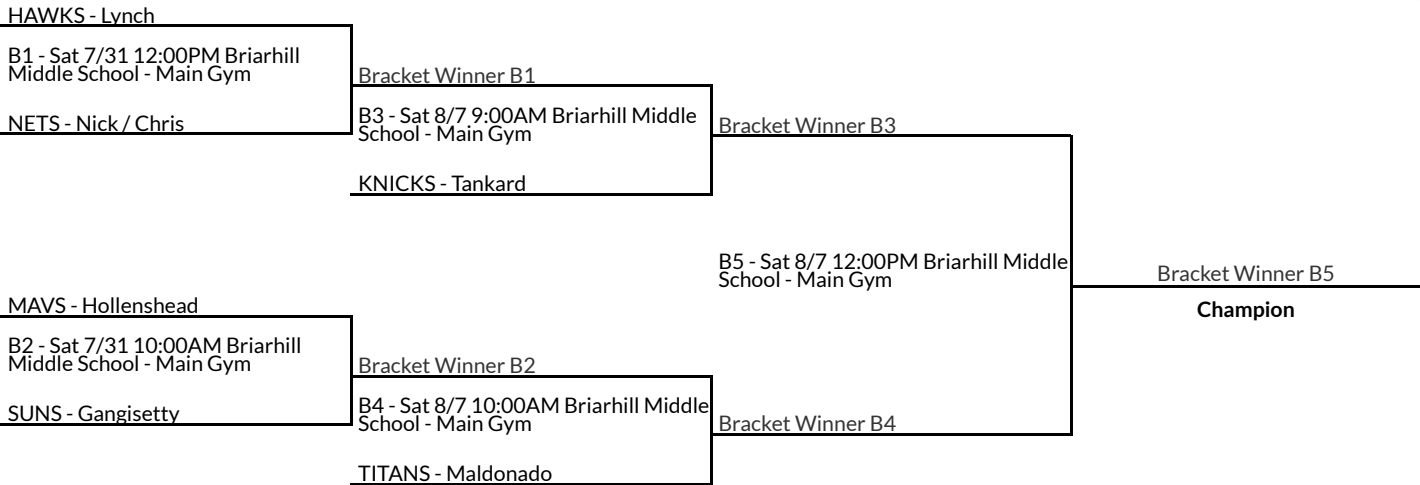 HAWKS - Lynch
B1 - Sat 7/31 12:00PM Briarhill
Middle School - Main Gym
NETS - Nick / Chris
Bracket Winner B1
B3 - Sat 8/7 9:00AM Briarhill Middle
School - Main Gym
KNICKS - Tankard
Bracket Winner B3
B5 - Sat 8/7 12:00PM Briarhill Middle
School - Main Gym
Bracket Winner B5
Champion
MAVS - Hollenshead
B2 - Sat 7/31 10:00AM Briarhill
Middle School - Main Gym
SUNS - Gangisetty
Bracket Winner B2
B4 - Sat 8/7 10:00AM Briarhill Middle
School - Main Gym
TITANS - Maldonado
Bracket Winner B4